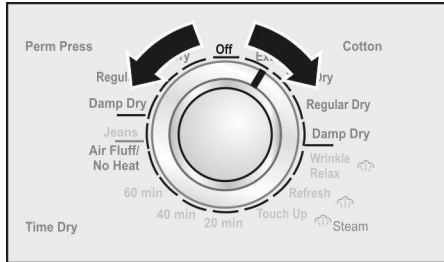 Off
Perm Press
Cotton
Dry
Damp Dry
Regular Dry
Jeans
Damp Dry
Air Fluff/
No Heat
Wrinkle
Relax
60 min
Refresh
40 min
20 min
Touch Up
Steam
Time Dry